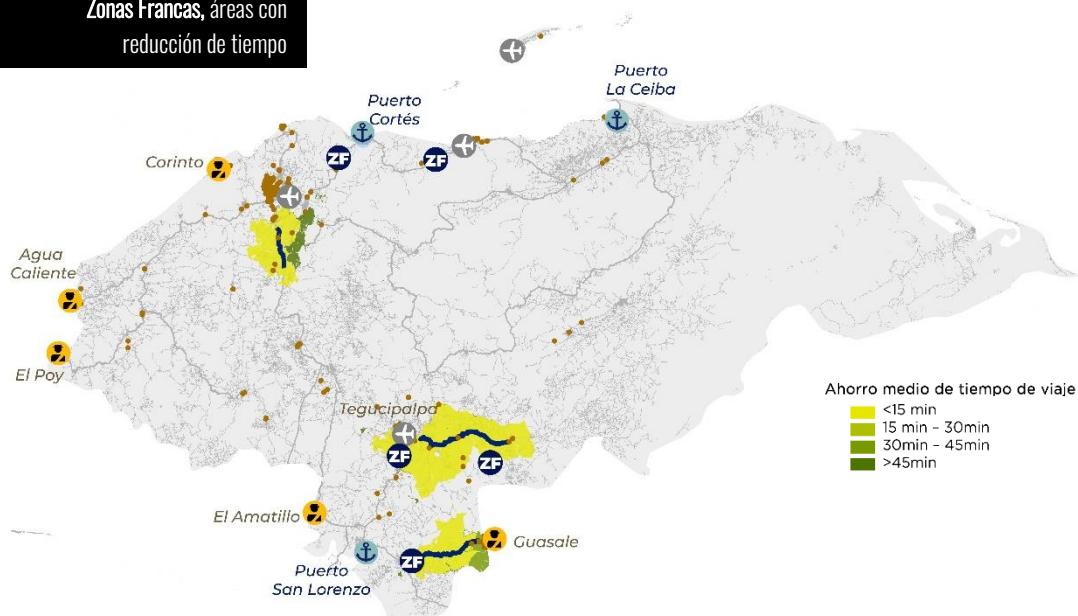 Zonas Francas, áreas con
reducción de tiempo
Puerto
La Ceiba
Puerto
Cortés
ZF
ZF
Corinto
Agua
Caliente
El Poy
Ahorro medio de tiempo de viaje
<15 min
15 min - 30min
30min - 45min
>45min
Tegucipalpa
ZF
ZF
El Amatillo
Guasale
ZF
Puerto
San Lorenzo